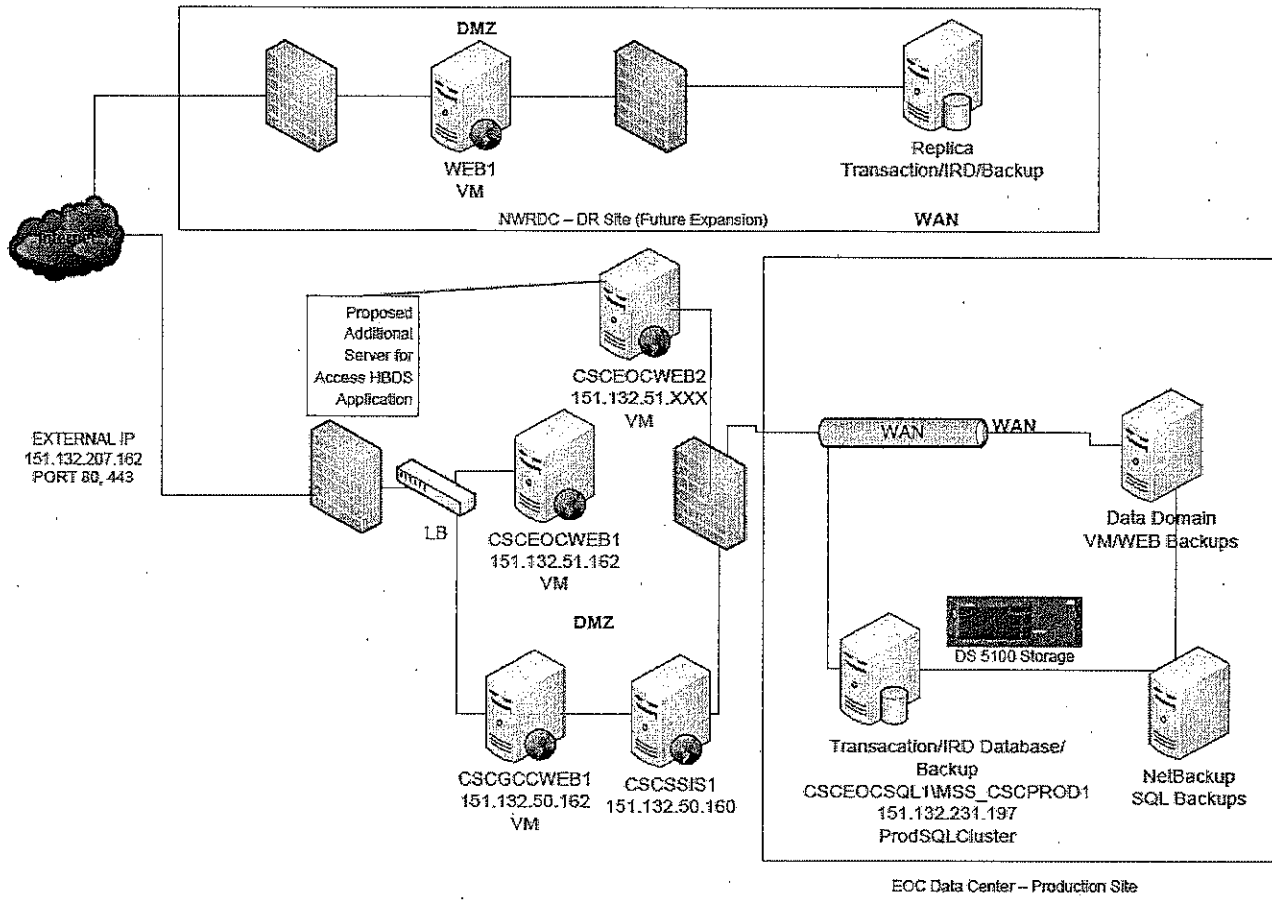 DMZ
WEB1
VM
Replica
Transaction/IRD/Backup
NWRDC – DR Site (Future Expansion)
WAN
Internet
Proposed
Additional
Server for
Access HBDS
Application
CSCEOCWEB2
151.132.51.XXX
VM
EXTERNAL IP
151.132.207.162
PORT 80, 443
LB
CSCEOCWEB1
151.132.51.162
VM
DMZ
CSCGCCWEB1
151.132.50.162
VM
CSCSSIS1
151.132.50.160
WAN
WAN
Data Domain
VM/WEB Backups
DS 5100 Storage
Transacation/IRD Database/
Backup
CSCEOCSQL1\MSS_CSCPROD1
151.132.231.197
ProdSQLCluster
NetBackup
SQL Backups
EOC Data Center – Production Site